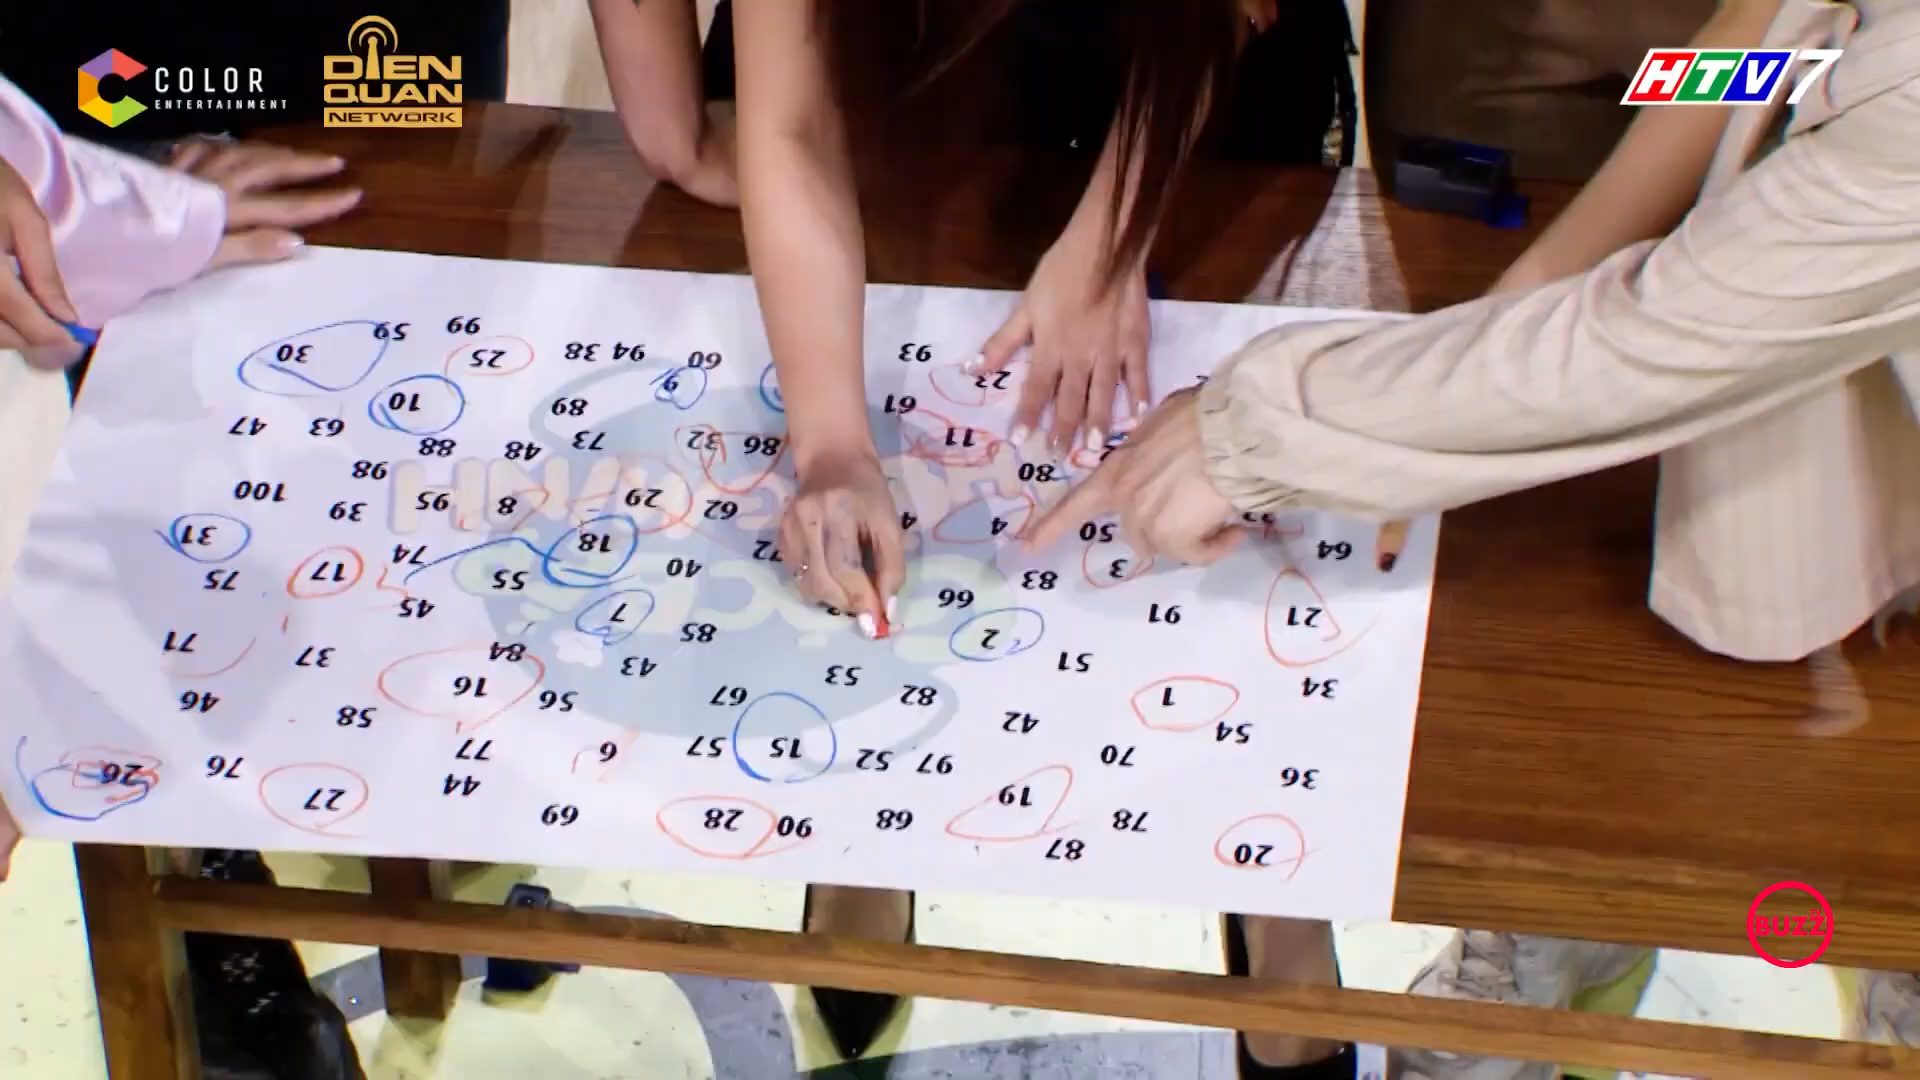 COLOR
ENTERTAINMENT
DIEN
QUAN
NETWORK
HTV7
BUZZ
59 99
30 25 38 94 60 93
10 9 23
47 63 89 61
88 48 73 32 86 11
98 80
100 39 95 8 29 62 4
31 74 18 72 50 64
75 17 55 40 83 3
45 7 66 91 21
71 37 84 43 85 2 51
46 58 16 56 67 53 82 1 34
77 6 57 15 52 97 42 70 54
26 76 27 44 19 36
69 28 90 68 87 78 20